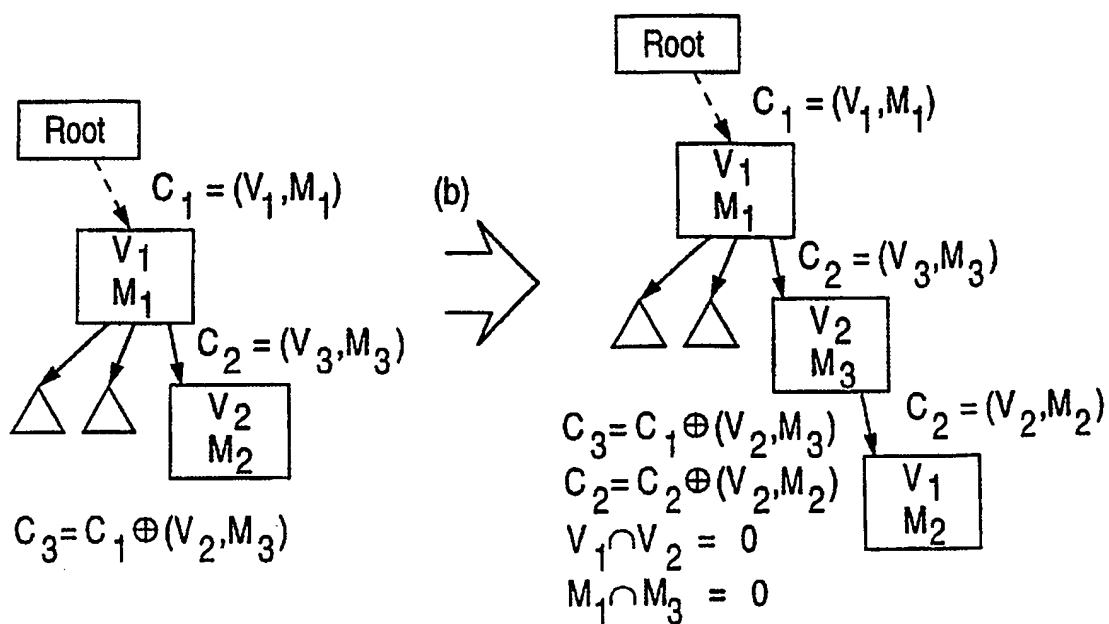 Root
C1 = (V1,M1)
V1
M1
C2 = (V3,M3)
V2
M2
C3=C1⊕(V2,M3)
(b)
Root
C1 = (V1,M1)
V1
M1
C2 = (V3,M3)
V2
M3
C2 = (V2,M2)
V1
M2
C3=C1⊕(V2,M3)
C2=C2⊕(V2,M2)
V1∩V2 = 0
M1∩M3 = 0